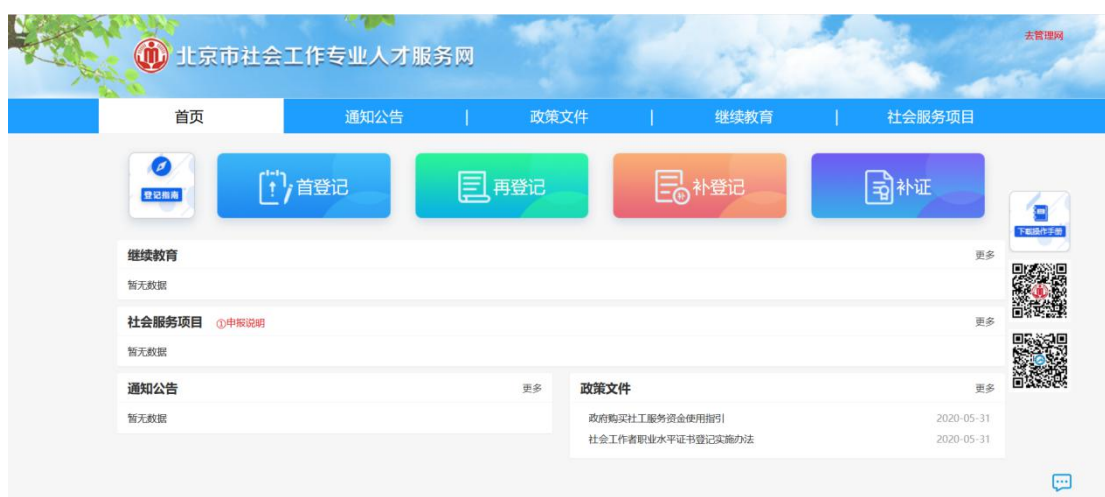 北京市社会工作专业人才服务网
去管理网
首页 通知公告 | 政策文件 | 继续教育 | 社会服务项目
登记指南 首登记 再登记 补登记 补证
下载操作手册
继续教育 更多
暂无数据
社会服务项目 ①申报说明 更多
暂无数据
通知公告 更多
暂无数据
政策文件 更多
政府购买社工服务资金使用指引 2020-05-31
社会工作者职业水平证书登记实施办法 2020-05-31